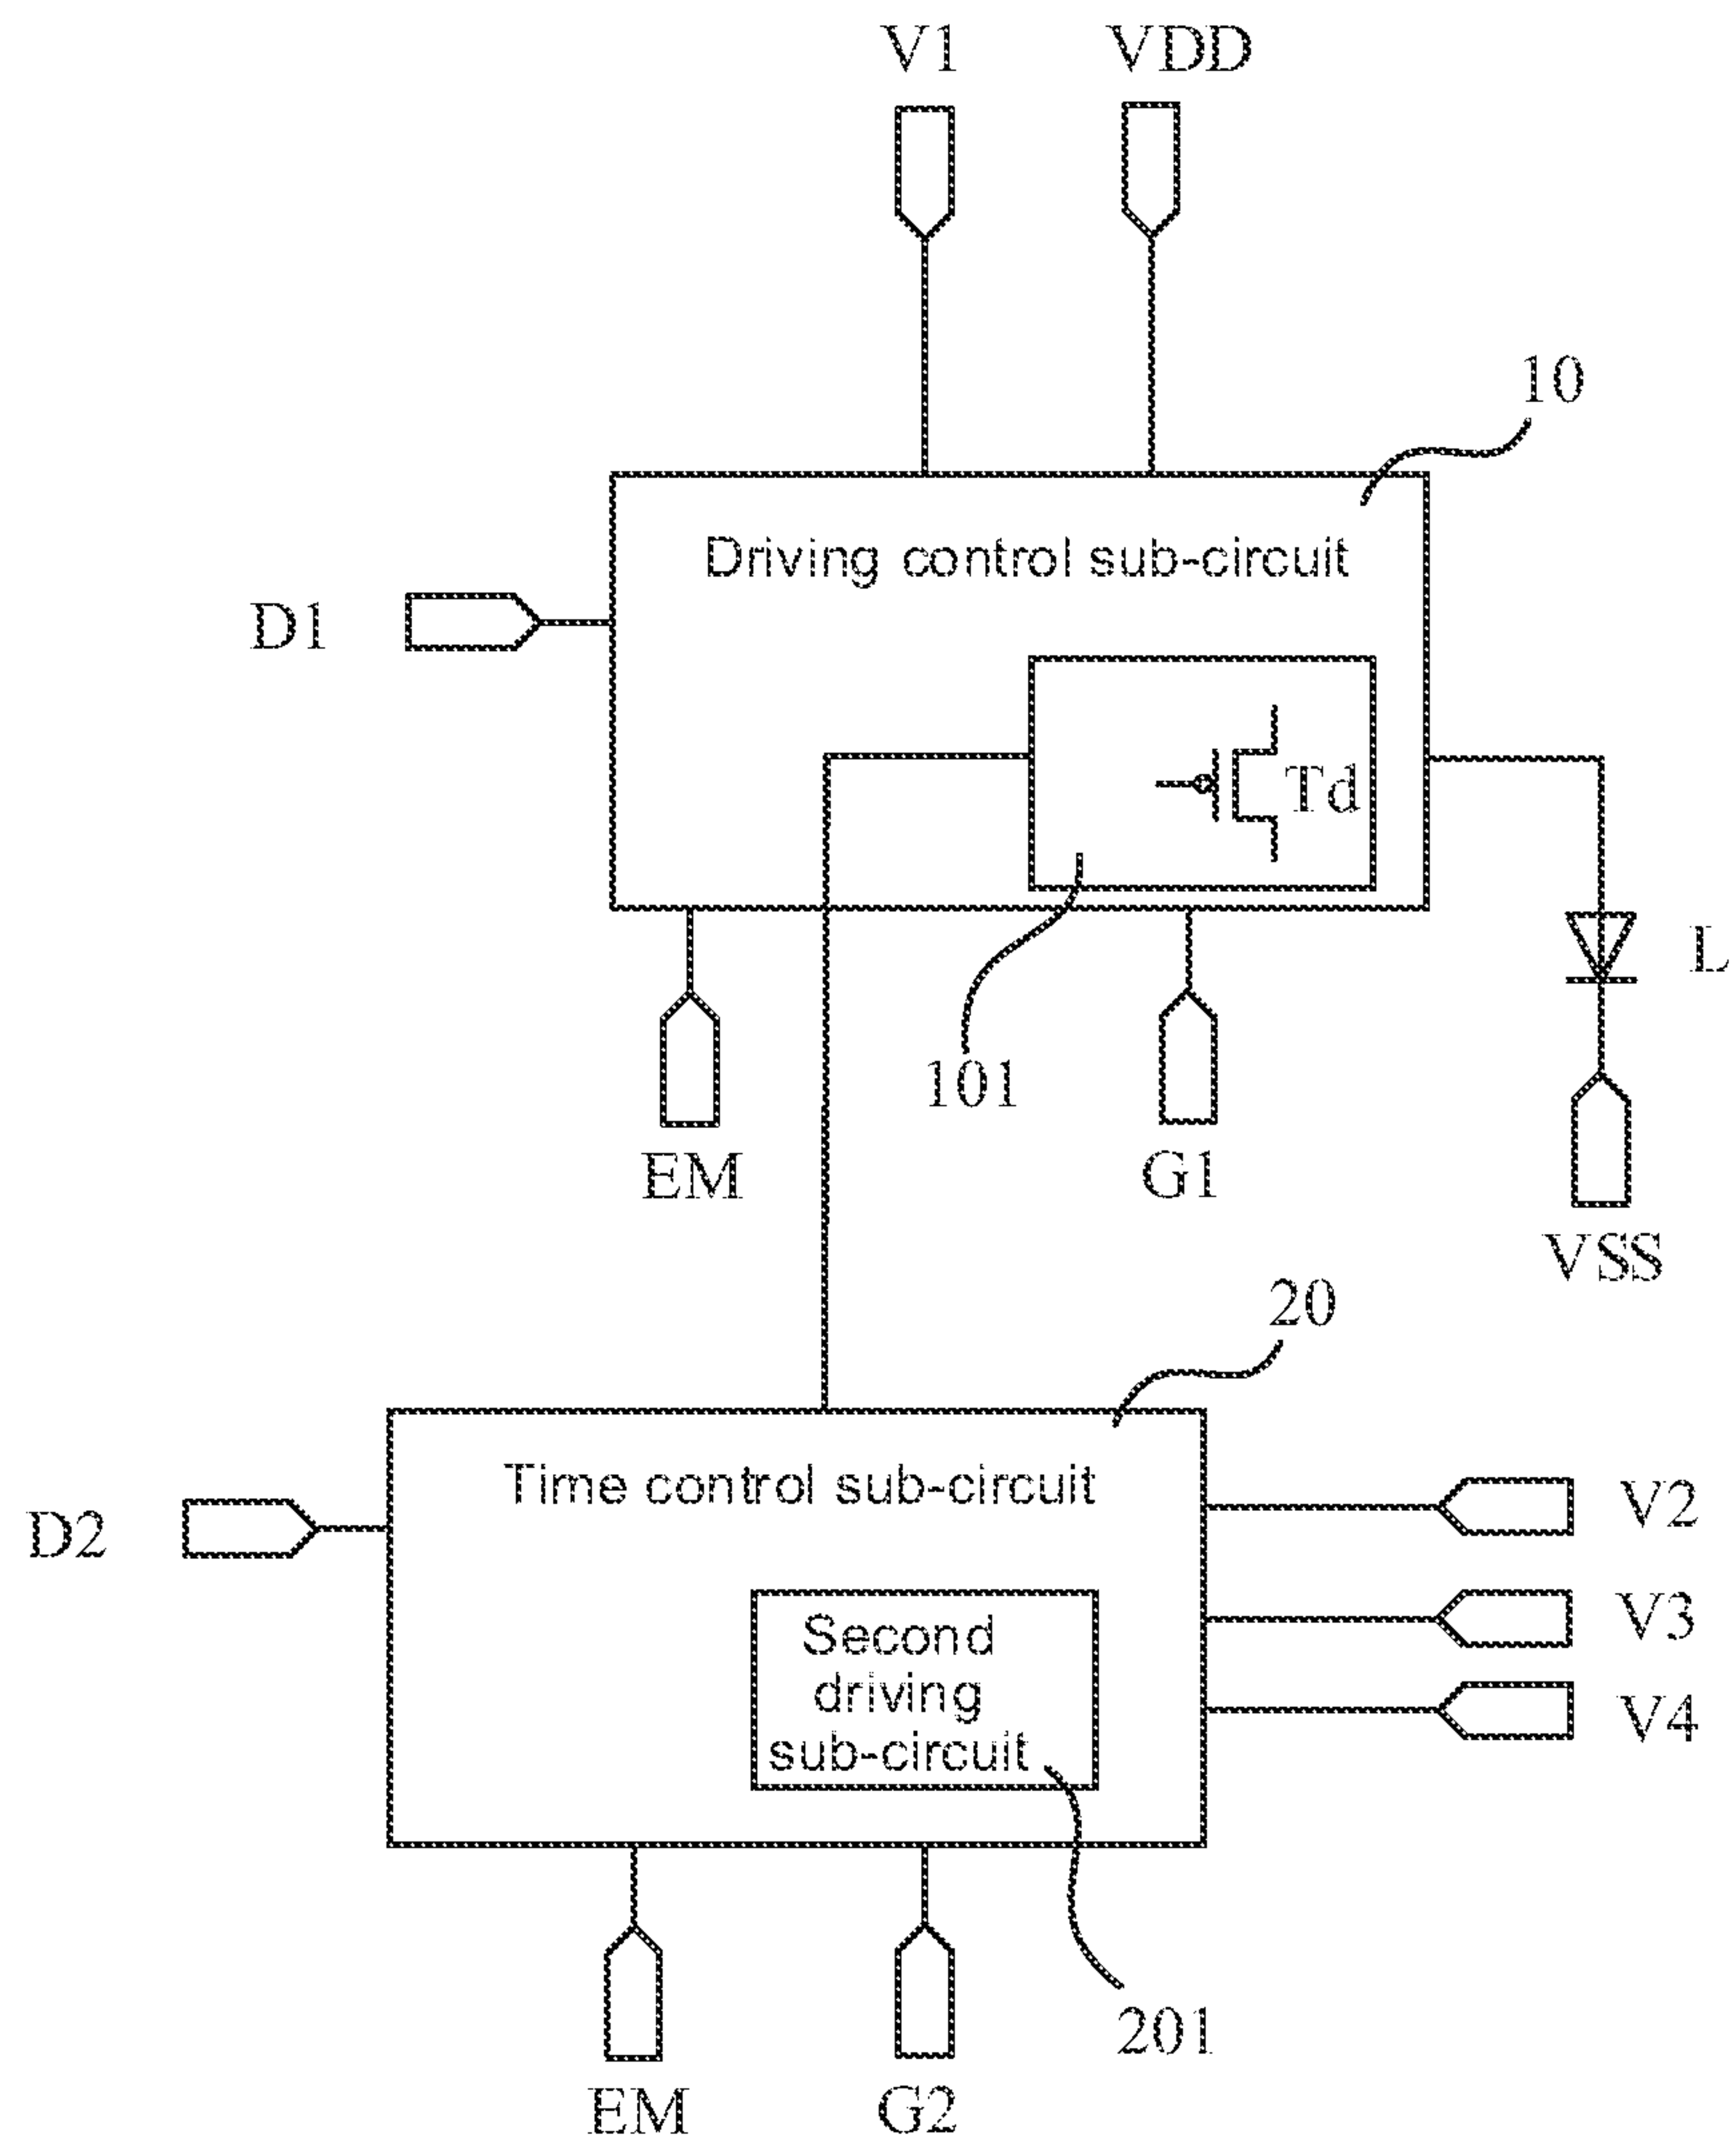 V1 VDD
10
Driving control sub-circuit
D1
Td
L
101
EM G1
VSS
20
Time control sub-circuit
V2
D2
V3
Second
driving
sub-circuit
V4
201
EM G2